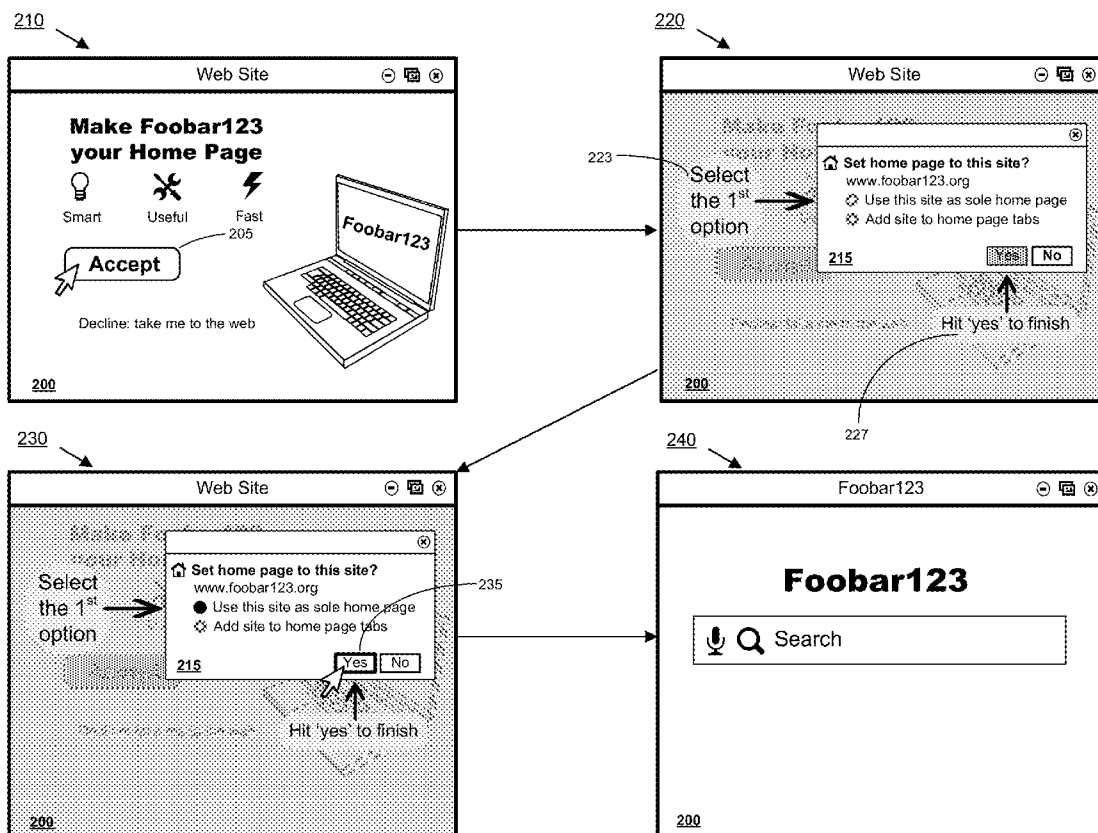 210
Web Site
Make Foobar123
your Home Page
Smart
Useful
Fast
205
Accept
Foobar123
Decline: take me to the web
200
220
Web Site
223
Select
the 1st
option
Set home page to this site?
www.foobar123.org
Use this site as sole home page
Add site to home page tabs
215
Yes
No
Hit 'yes' to finish
200
227
230
Web Site
Select
the 1st
option
Set home page to this site?
www.foobar123.org
Use this site as sole home page
Add site to home page tabs
235
215
Yes
No
Hit 'yes' to finish
200
240
Foobar123
Foobar123
Search
200